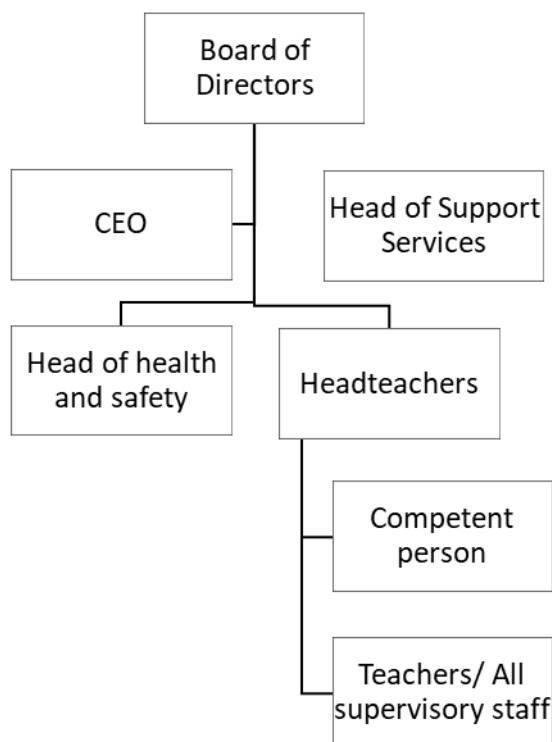 Board of
Directors
CEO
Head of Support
Services
Head of health
and safety
Headteachers
Competent
person
Teachers/ All
supervisory staff